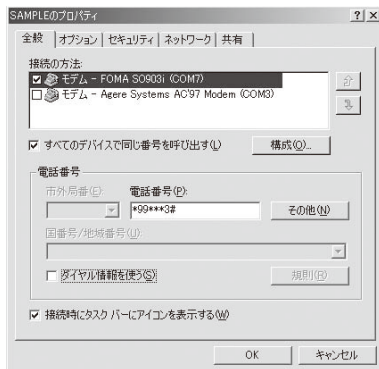 SAMPLEのプロパティ
全般 オプション セキュリティ ネットワーク 共有
接続の方法:
モデム - FOMA SO903i (COM7)
モデム - Agere Systems AC'97 Modem (COM3)
すべてのデバイスで同じ番号を呼び出す(L) 構成(O)...
電話番号
市外局番(E): 電話番号(P):
*99***3# その他(N)
国番号/地域番号(U):
ダイヤル情報を使う(S) 規則(R)
接続時にタスク バーにアイコンを表示する(W)
OK キャンセル